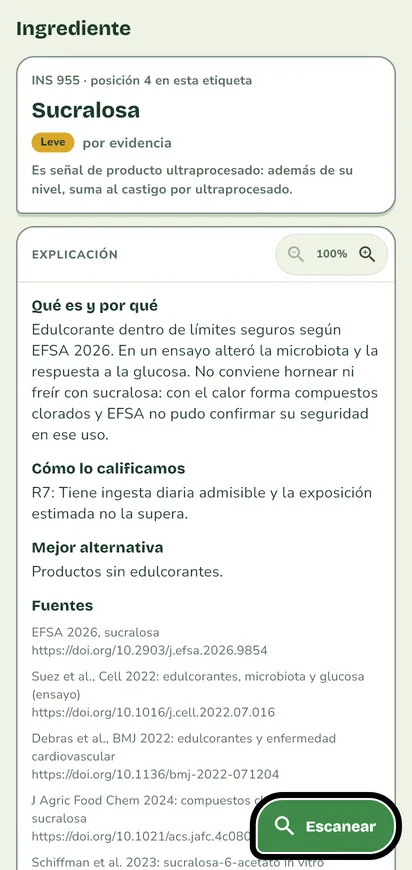 Ingrediente
INS 955 · posición 4 en esta etiqueta
Sucralosa
Leve por evidencia
Es señal de producto ultraprocesado: además de su
nivel, suma al castigo por ultraprocesado.
EXPLICACIÓN 100%
Qué es y por qué
Edulcorante dentro de límites seguros según
EFSA 2026. En un ensayo alteró la microbiota y la
respuesta a la glucosa. No conviene hornear ni
freír con sucralosa: con el calor forma compuestos
clorados y EFSA no pudo confirmar su seguridad
en ese uso.
Cómo lo calificamos
R7: Tiene ingesta diaria admisible y la exposición
estimada no la supera.
Mejor alternativa
Productos sin edulcorantes.
Fuentes
EFSA 2026, sucralosa
https://doi.org/10.2903/j.efsa.2026.9854
Suez et al., Cell 2022: edulcorantes, microbiota y glucosa
(ensayo)
https://doi.org/10.1016/j.cell.2022.07.016
Debras et al., BMJ 2022: edulcorantes y enfermedad
cardiovascular
https://doi.org/10.1136/bmj-2022-071204
J Agric Food Chem 2024: compuestos
sucralosa
https://doi.org/10.1021/acs.jafc.4c080
Escanear
Schiffman et al. 2023: sucralosa-6-acetato in vitro